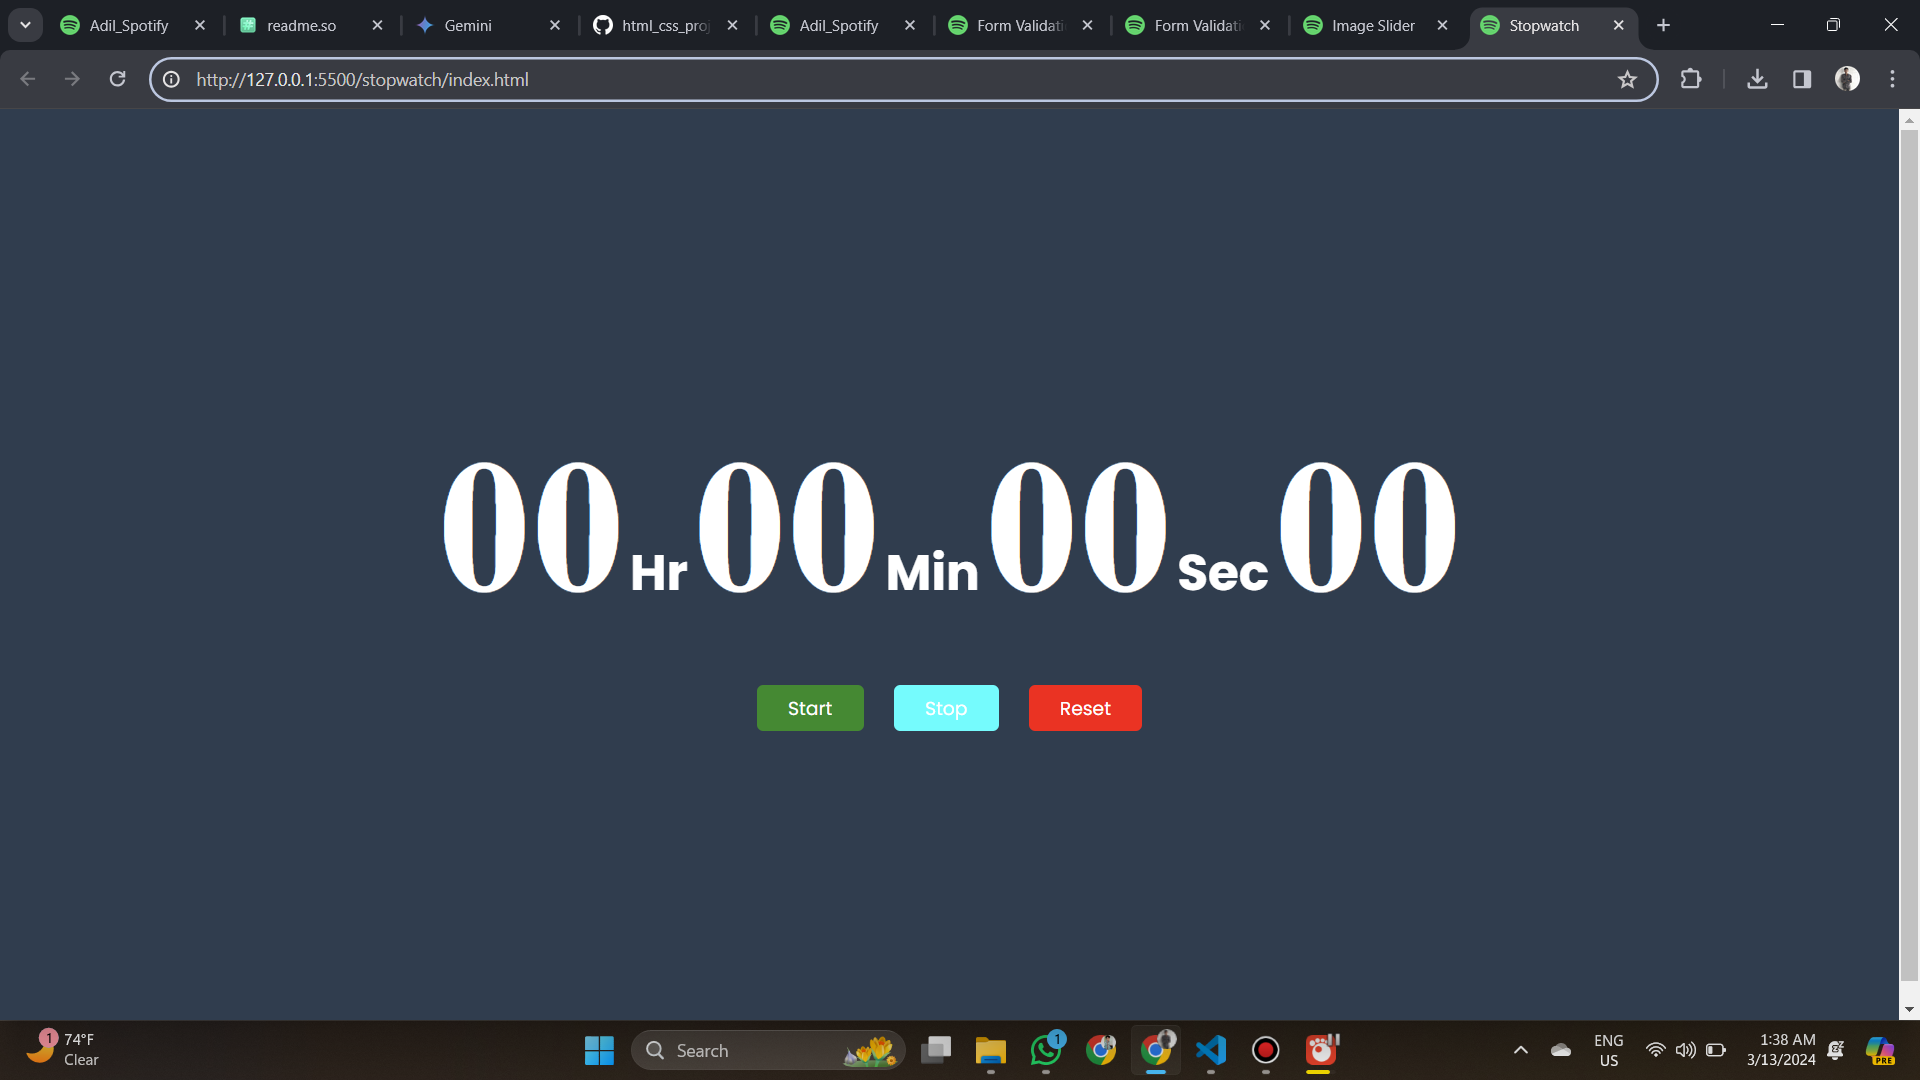 Adil_Spotify readme.so Gemini html_css_proj Adil_Spotify Form Validati Form Validati Image Slider Stopwatch
http://127.0.0.1:5500/stopwatch/index.html
00 Hr 00 Min 00 Sec 00
Start Stop Reset
1 74°F
Clear
Search
1
ENG
US
1:38 AM
3/13/2024
PRE